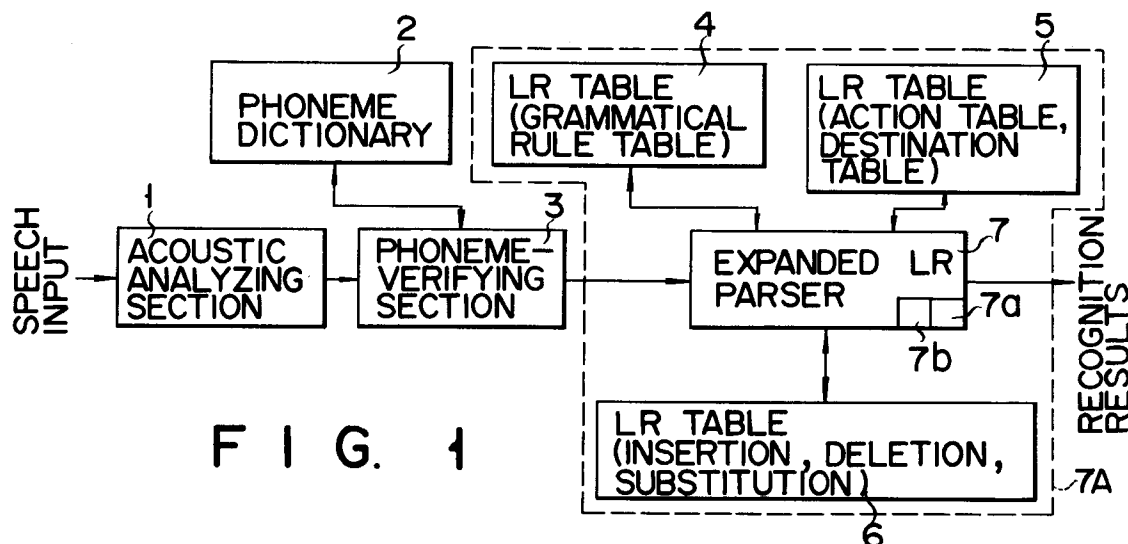 2
PHONEME
DICTIONARY
4
LR TABLE
(GRAMMATICAL
RULE TABLE)
5
LR TABLE
(ACTION TABLE,
DESTINATION
TABLE)
SPEECH
INPUT
1
ACOUSTIC
ANALYZING
SECTION
3
PHONEME-
VERIFYING
SECTION
7
EXPANDED LR
PARSER
7a
7b
RECOGNITION
RESULTS
LR TABLE
(INSERTION, DELETION,
SUBSTITUTION)
6
7A
FIG. 1